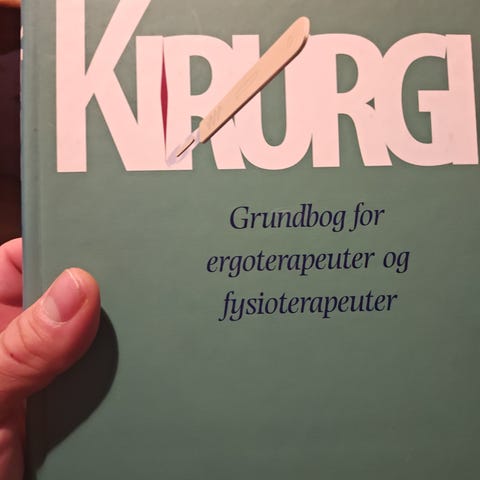 KIRURGI
Grundbog for
ergoterapeuter og
fysioterapeuter